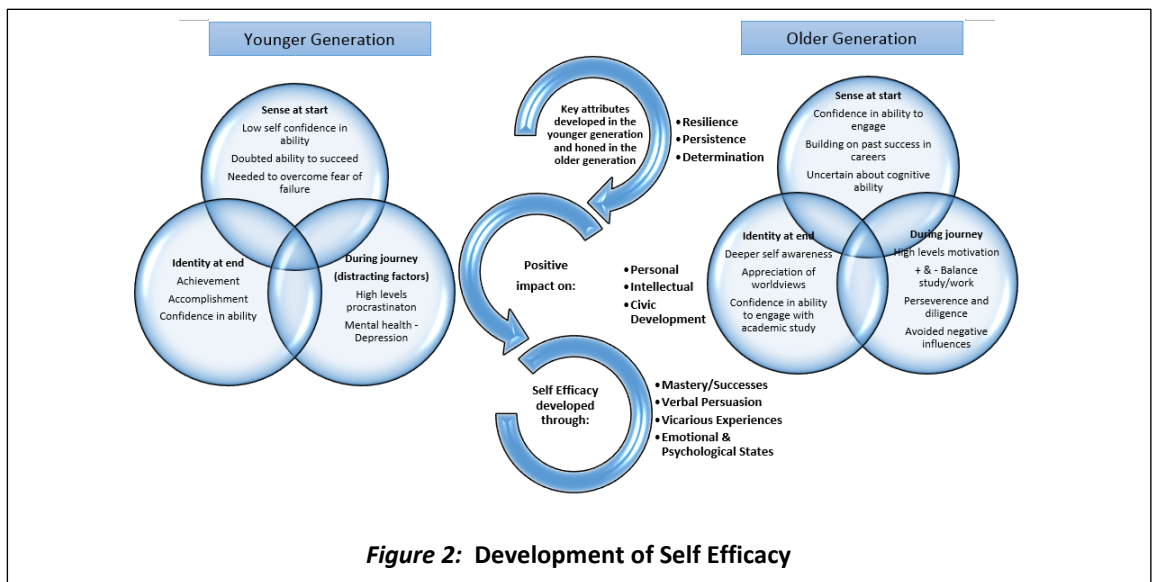 Younger Generation
Sense at start
Low self confidence in
ability
Doubted ability to succeed
Needed to overcome fear of
failure
Identity at end
Achievement
Accomplishment
Confidence in ability
During journey
(distracting factors)
High levels
procrastinaton
Mental health -
Depression
Key attributes
developed in the
younger generation
and honed in the
older generation
•Resilience
•Persistence
•Determination
Positive
impact on:
•Personal
•Intellectual
•Civic
Development
Self Efficacy
developed
through:
•Mastery/Successes
•Verbal Persuasion
•Vicarious Experiences
•Emotional &
Psychological States
Older Generation
Sense at start
Confidence in ability to
engage
Building on past success in
careers
Uncertain about cognitive
ability
Identity at end
Deeper self awareness
Appreciation of
worldviews
Confidence in ability
to engage with
academic study
During journey
High levels motivation
+ & - Balance
study/work
Perseverence and
diligence
Avoided negative
influences
Figure 2: Development of Self Efficacy